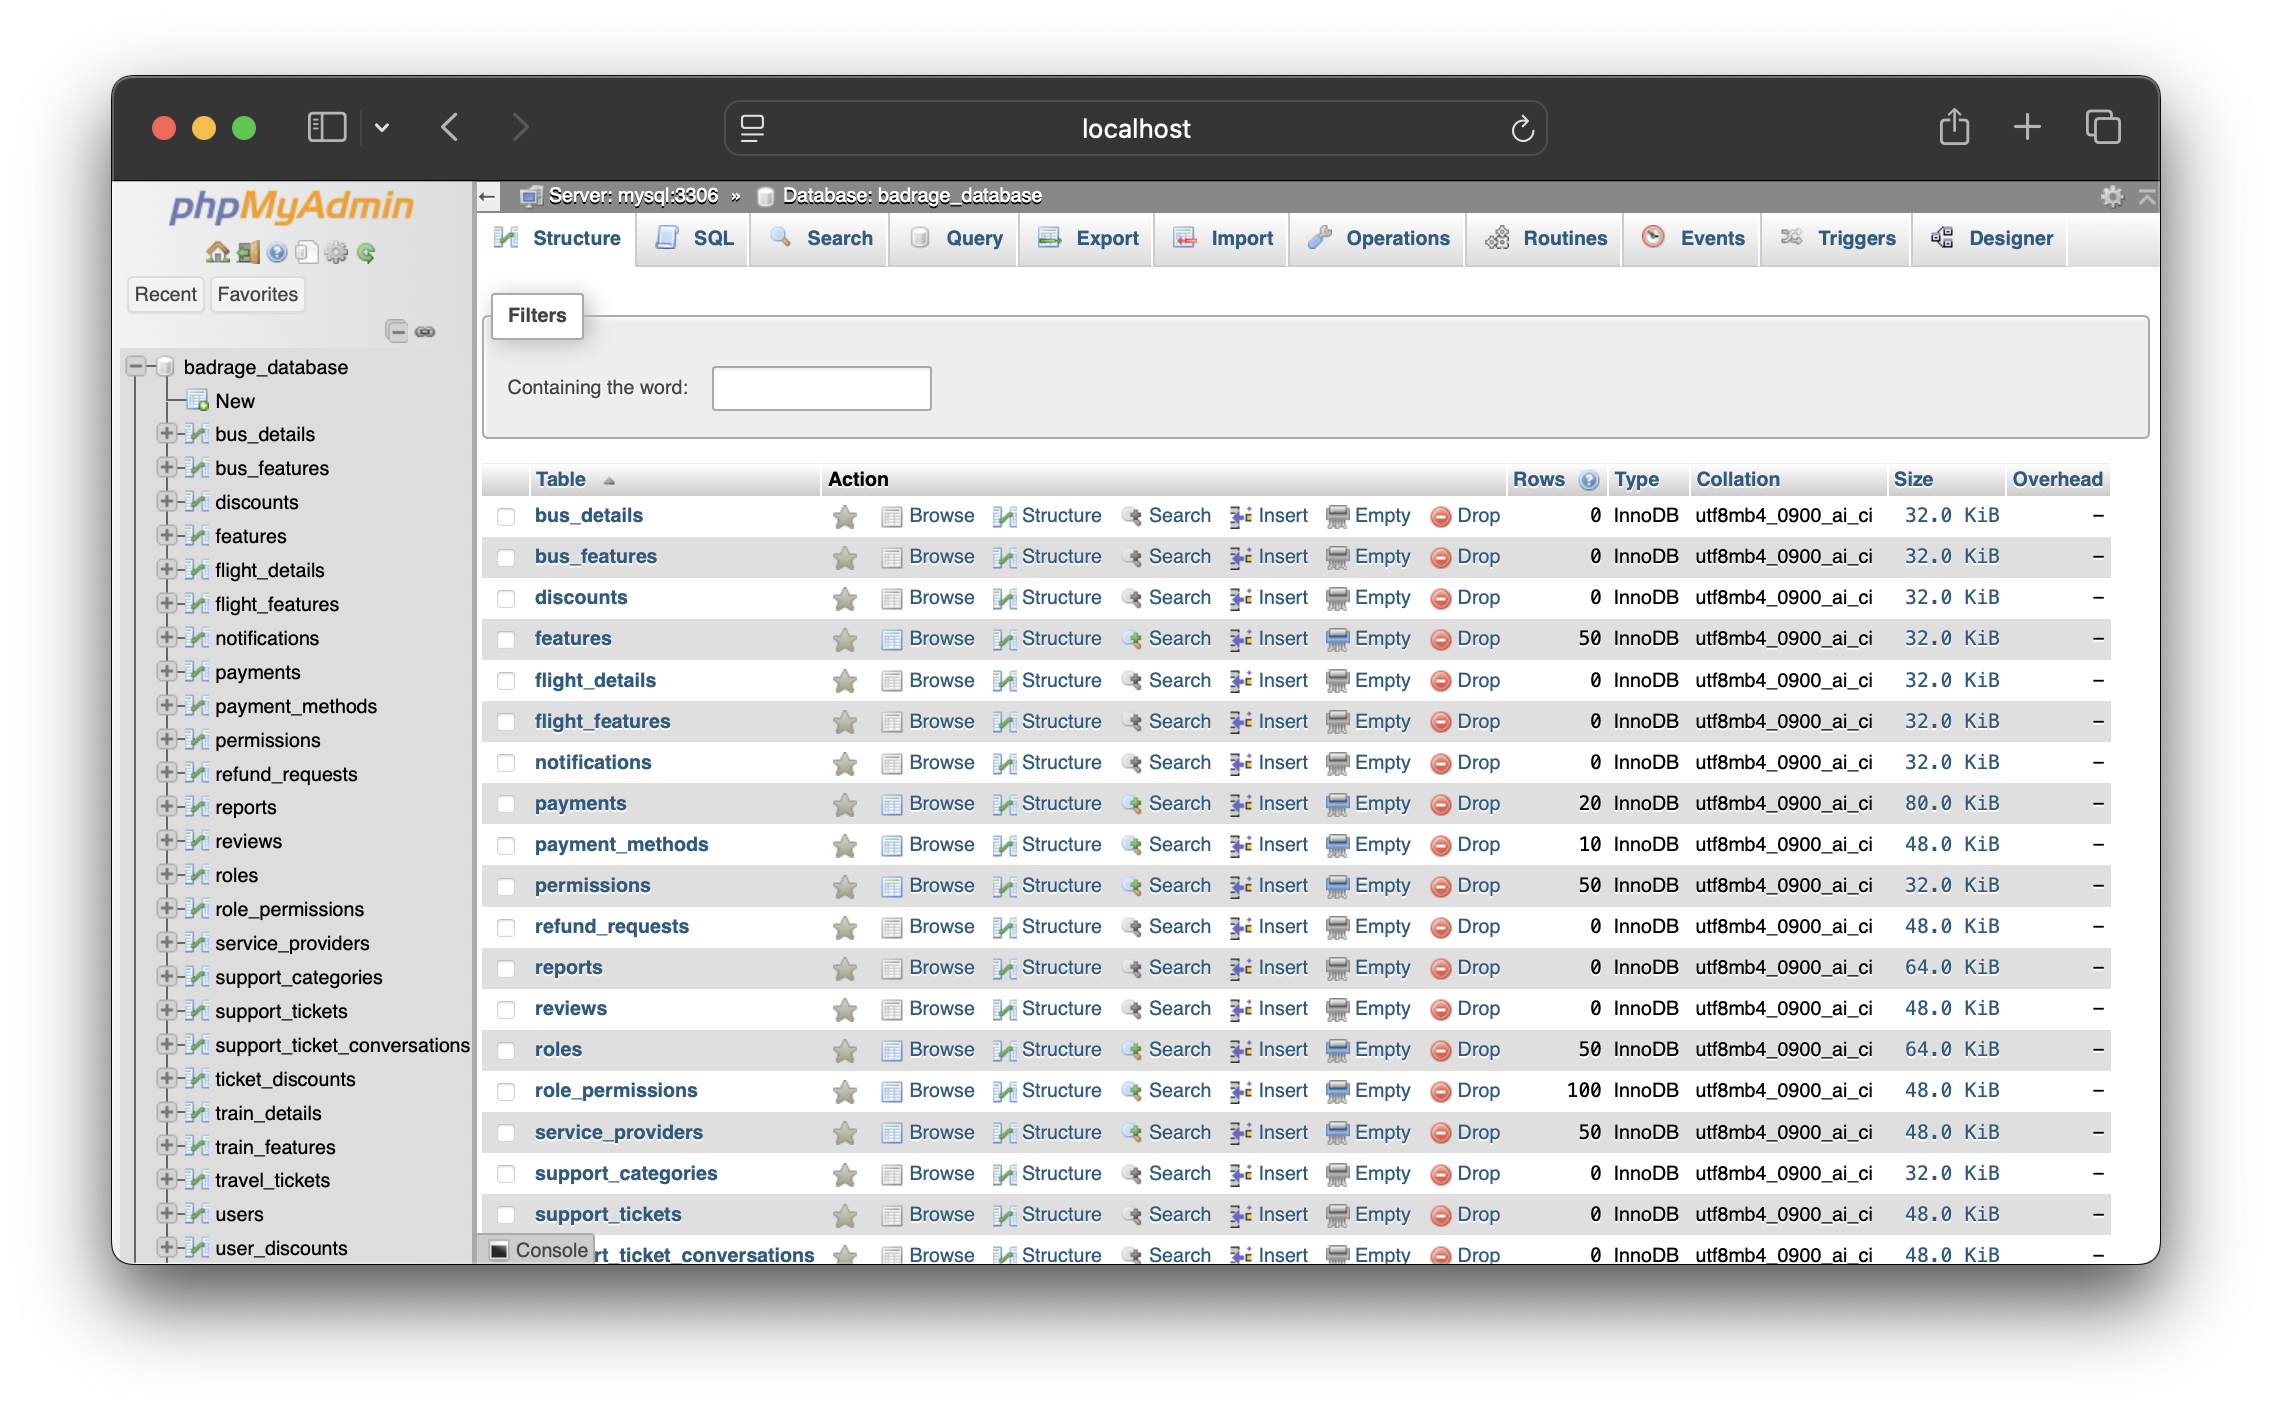 localhost
phpMyAdmin
Recent Favorites
badrage_database
New
bus_details
bus_features
discounts
features
flight_details
flight_features
notifications
payments
payment_methods
permissions
refund_requests
reports
reviews
roles
role_permissions
service_providers
support_categories
support_tickets
support_ticket_conversations
ticket_discounts
train_details
train_features
travel_tickets
users
user_discounts
Server: mysql:3306 » Database: badrage_database
Structure SQL Search Query Export Import Operations Routines Events Triggers Designer
Filters
Containing the word:
Table Action Rows Type Collation Size Overhead
bus_details Browse Structure Search Insert Empty Drop 0 InnoDB utf8mb4_0900_ai_ci 32.0 KiB –
bus_features Browse Structure Search Insert Empty Drop 0 InnoDB utf8mb4_0900_ai_ci 32.0 KiB –
discounts Browse Structure Search Insert Empty Drop 0 InnoDB utf8mb4_0900_ai_ci 32.0 KiB –
features Browse Structure Search Insert Empty Drop 50 InnoDB utf8mb4_0900_ai_ci 32.0 KiB –
flight_details Browse Structure Search Insert Empty Drop 0 InnoDB utf8mb4_0900_ai_ci 32.0 KiB –
flight_features Browse Structure Search Insert Empty Drop 0 InnoDB utf8mb4_0900_ai_ci 32.0 KiB –
notifications Browse Structure Search Insert Empty Drop 0 InnoDB utf8mb4_0900_ai_ci 32.0 KiB –
payments Browse Structure Search Insert Empty Drop 20 InnoDB utf8mb4_0900_ai_ci 80.0 KiB –
payment_methods Browse Structure Search Insert Empty Drop 10 InnoDB utf8mb4_0900_ai_ci 48.0 KiB –
permissions Browse Structure Search Insert Empty Drop 50 InnoDB utf8mb4_0900_ai_ci 32.0 KiB –
refund_requests Browse Structure Search Insert Empty Drop 0 InnoDB utf8mb4_0900_ai_ci 48.0 KiB –
reports Browse Structure Search Insert Empty Drop 0 InnoDB utf8mb4_0900_ai_ci 64.0 KiB –
reviews Browse Structure Search Insert Empty Drop 0 InnoDB utf8mb4_0900_ai_ci 48.0 KiB –
roles Browse Structure Search Insert Empty Drop 50 InnoDB utf8mb4_0900_ai_ci 64.0 KiB –
role_permissions Browse Structure Search Insert Empty Drop 100 InnoDB utf8mb4_0900_ai_ci 48.0 KiB –
service_providers Browse Structure Search Insert Empty Drop 50 InnoDB utf8mb4_0900_ai_ci 48.0 KiB –
support_categories Browse Structure Search Insert Empty Drop 0 InnoDB utf8mb4_0900_ai_ci 32.0 KiB –
support_tickets Browse Structure Search Insert Empty Drop 0 InnoDB utf8mb4_0900_ai_ci 48.0 KiB –
Console rt_ticket_conversations Browse Structure Search Insert Empty Drop 0 InnoDB utf8mb4_0900_ai_ci 48.0 KiB –